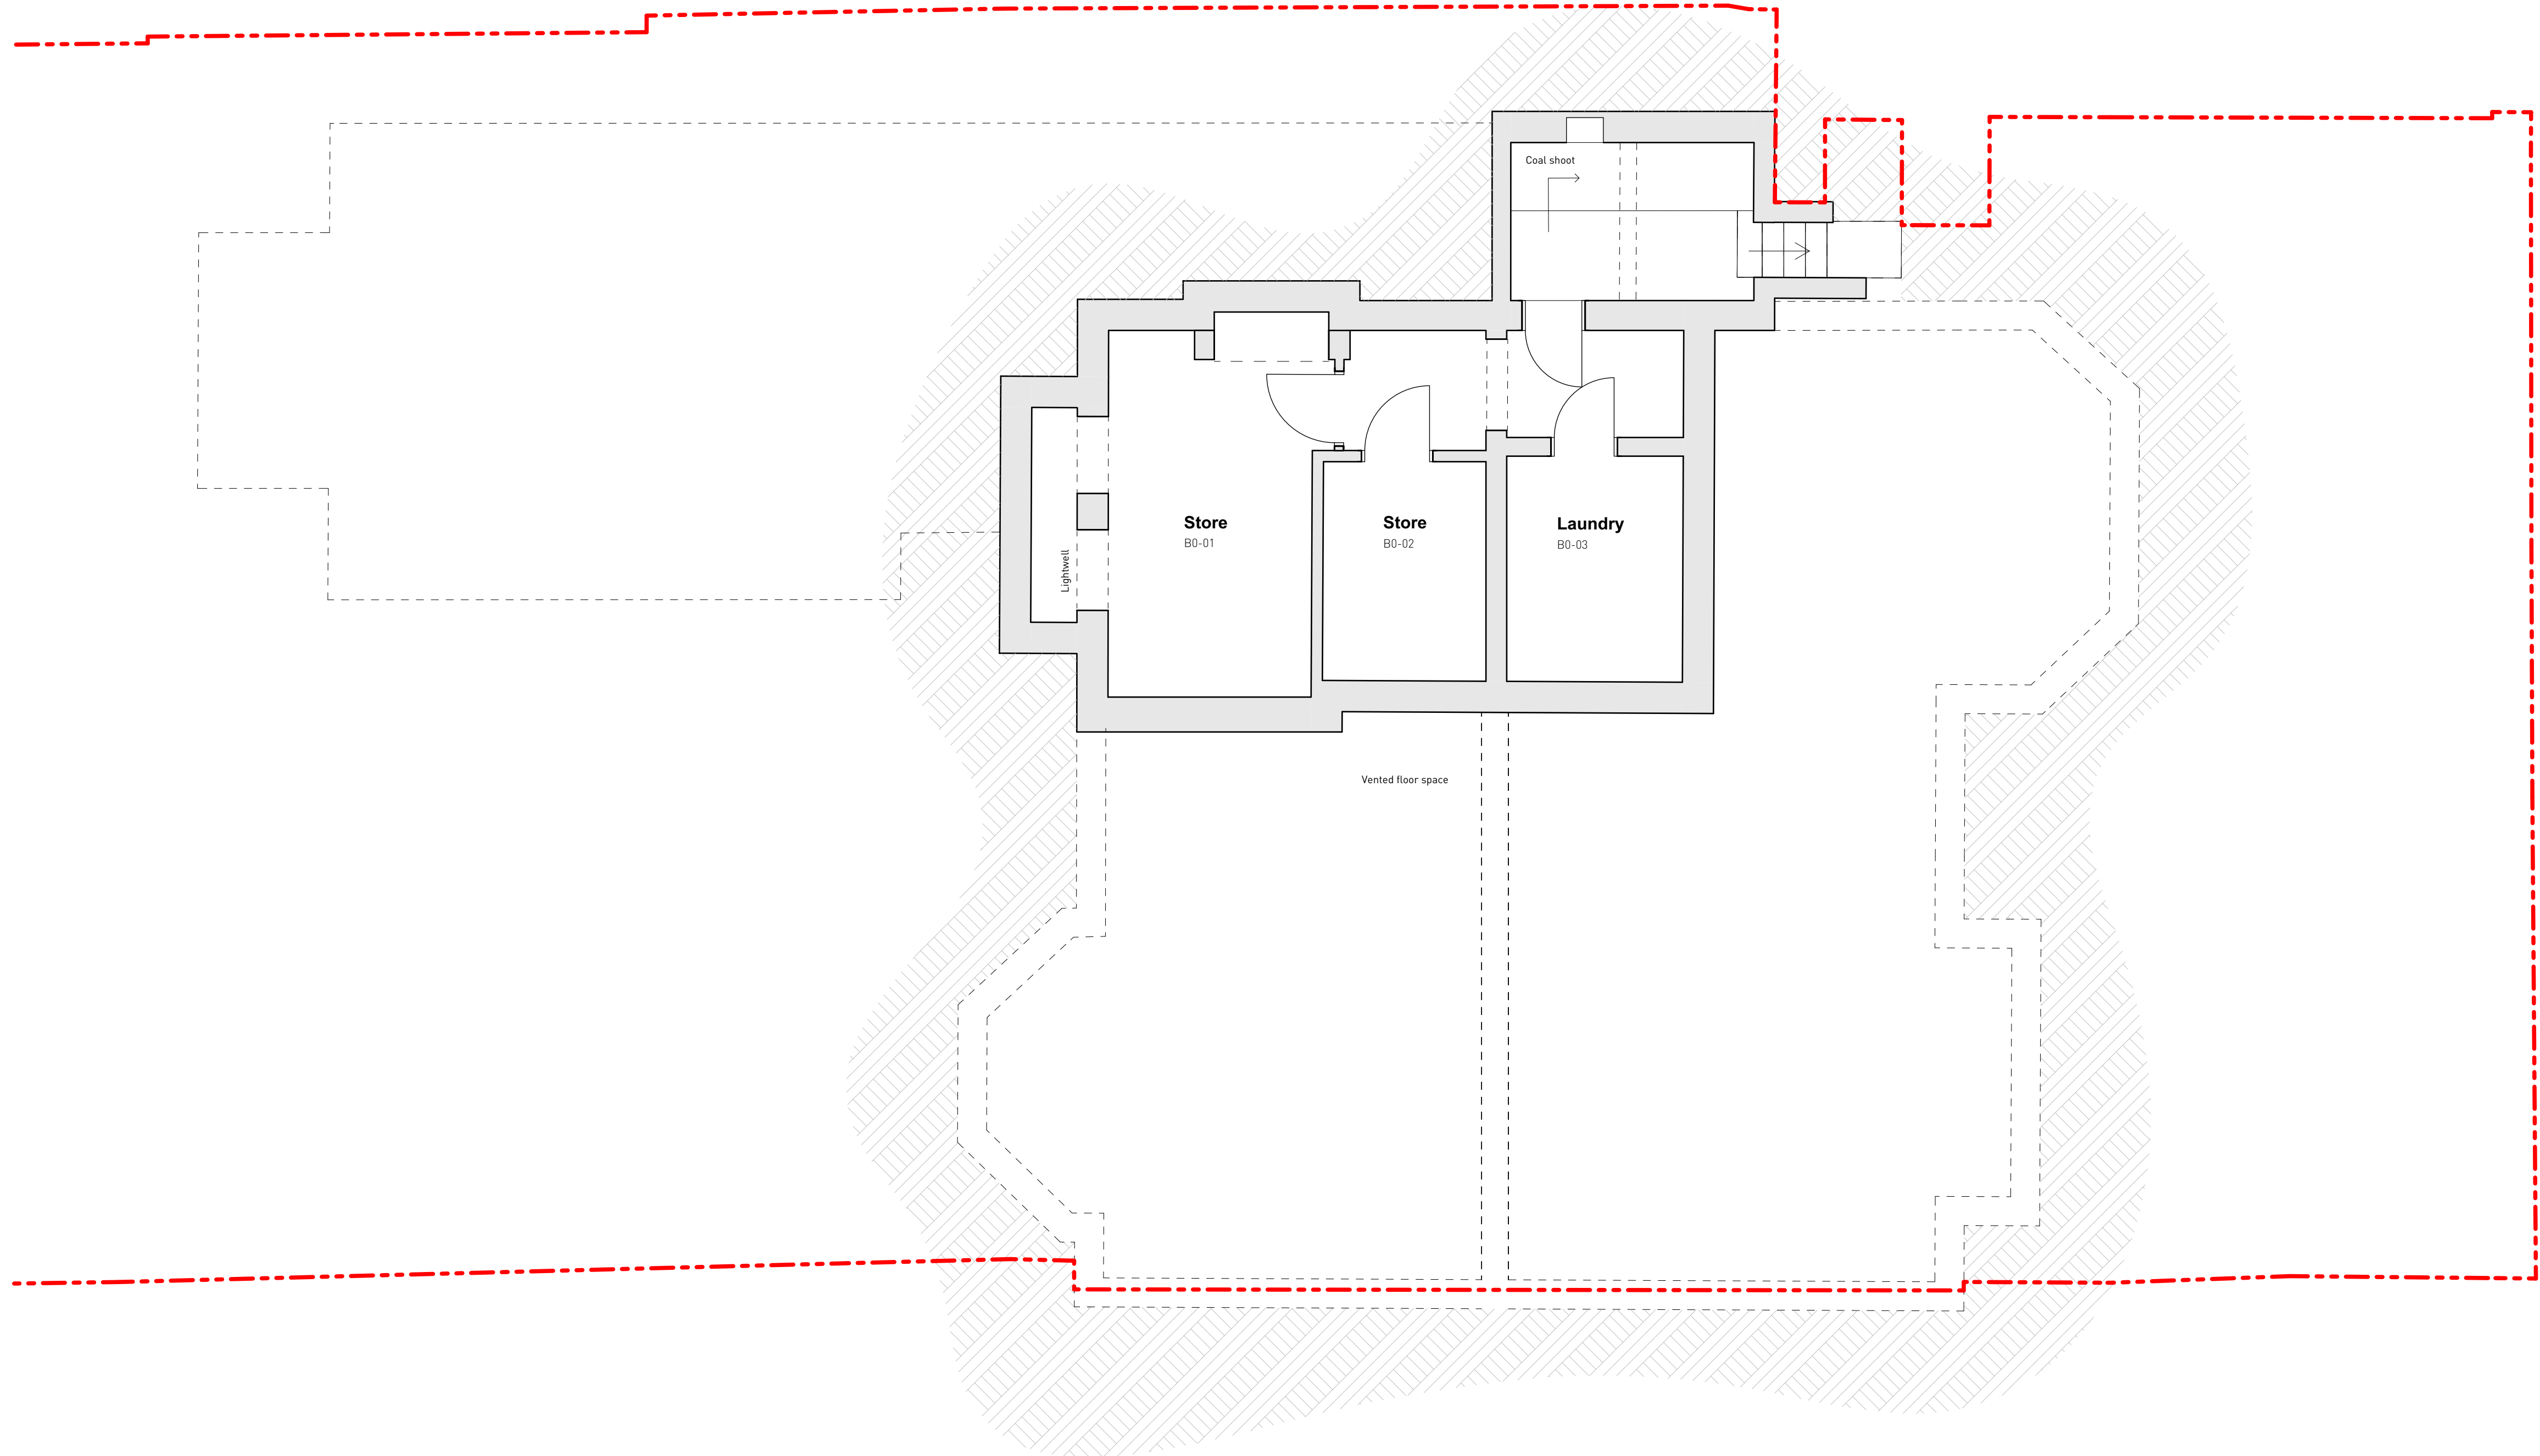 Coal shoot
Store
B0-01
Store
B0-02
Laundry
B0-03
Lightwell
Vented floor space